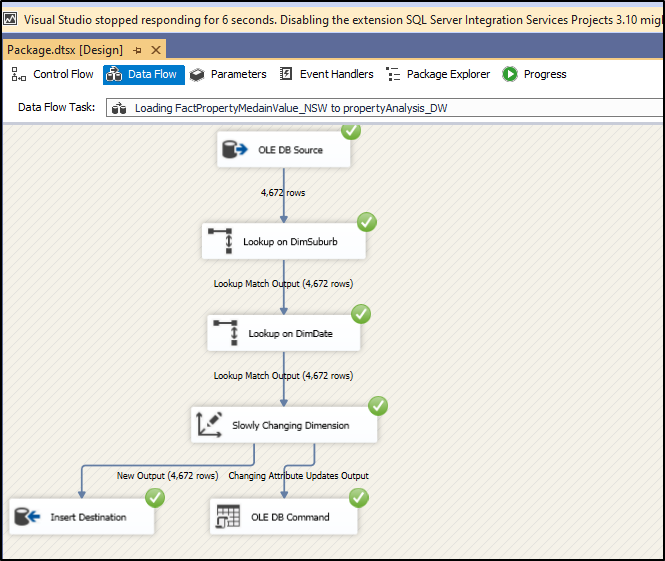 Visual Studio stopped responding for 6 seconds. Disabling the extension SQL Server Integration Services Projects 3.10 migh
Package.dtsx [Design]
Control Flow Data Flow Parameters Event Handlers Package Explorer Progress
Data Flow Task: Loading FactPropertyMedainValue_NSW to propertyAnalysis_DW
OLE DB Source
4,672 rows
Lookup on DimSuburb
Lookup Match Output (4,672 rows)
Lookup on DimDate
Lookup Match Output (4,672 rows)
Slowly Changing Dimension
New Output (4,672 rows) Changing Attribute Updates Output
Insert Destination OLE DB Command